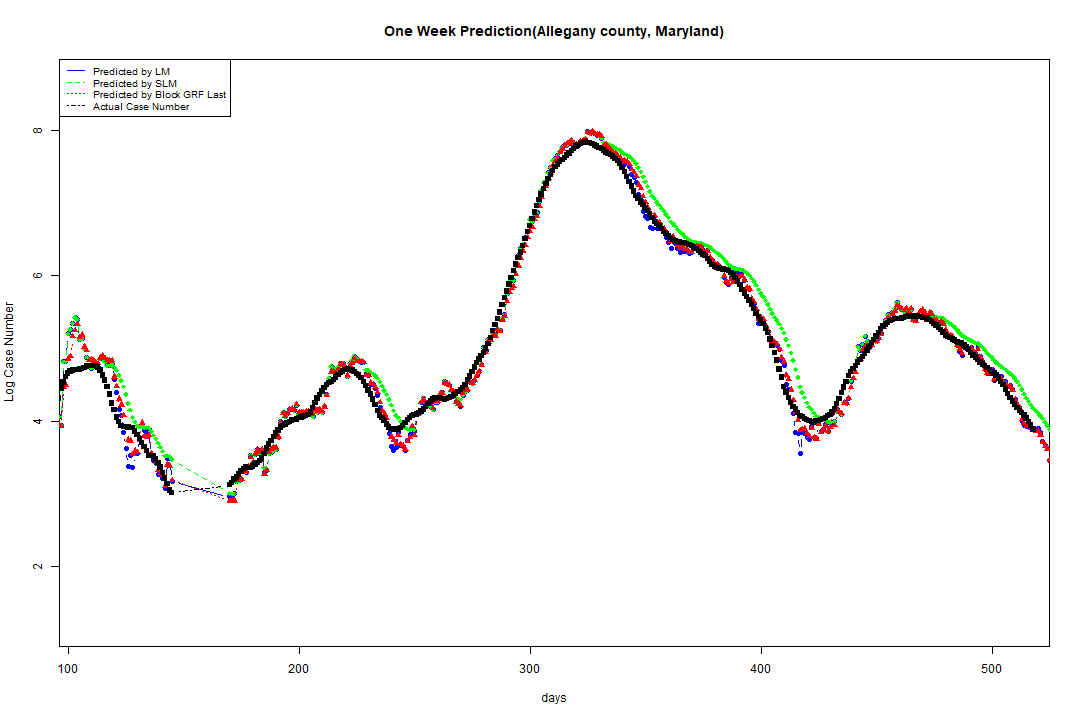 One Week Prediction(Allegany county, Maryland)
Predicted by LM
Predicted by SLM
Predicted by Block GRF Last
Actual Case Number
8
6
4
2
Log Case Number
100 200 300 400 500
days